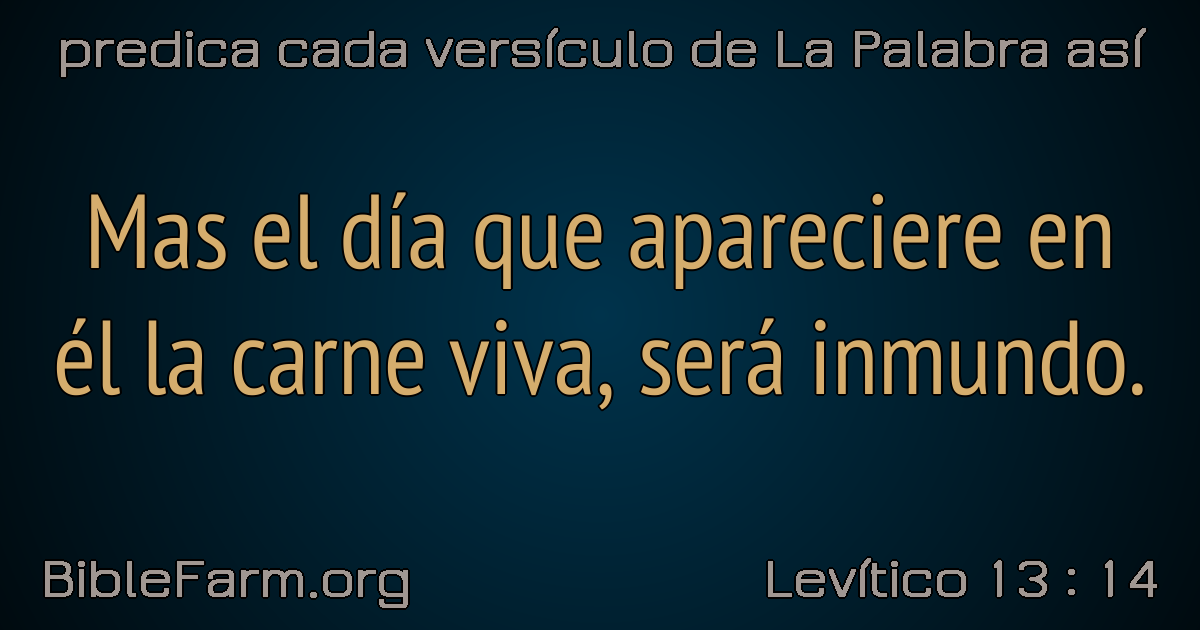 predica cada versículo de La Palabra así
Mas el día que apareciere en
él la carne viva, será inmundo.
BibleFarm.org
Levítico 13 : 14